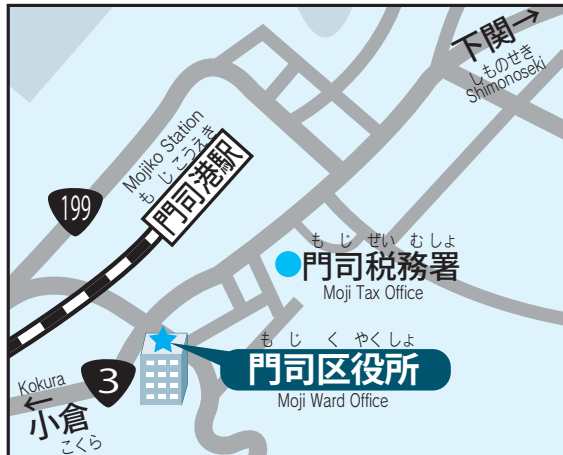 下関→
しものせき
Shimonoseki
Mojiko Station
もじこうえき
門司港駅
199
もじぜいむしょ
門司税務署
Moji Tax Office
もじくやくしょ
門司区役所
Moji Ward Office
3
Kokura
←
小倉
こくら